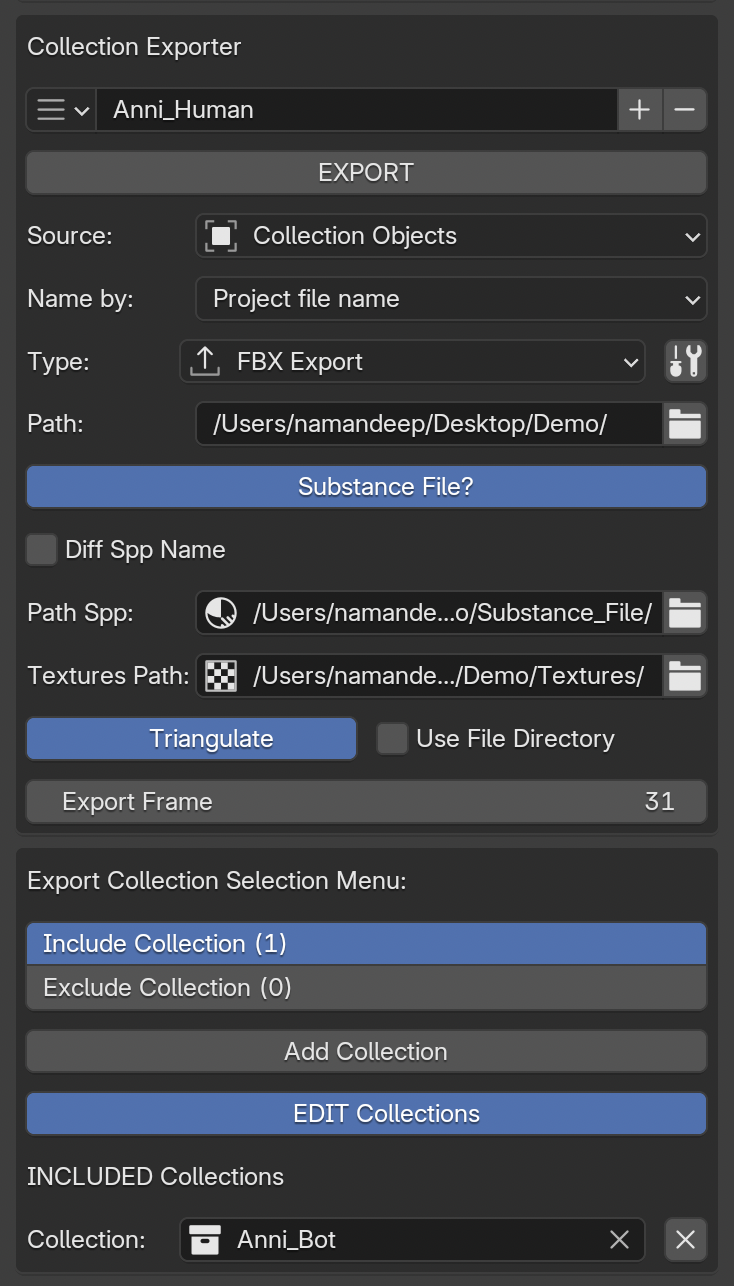 Collection Exporter
Anni_Human
EXPORT
Source: Collection Objects
Name by: Project file name
Type: FBX Export
Path: /Users/namandeep/Desktop/Demo/
Substance File?
Diff Spp Name
Path Spp: /Users/namande...o/Substance_File/
Textures Path: /Users/namande.../Demo/Textures/
Triangulate Use File Directory
Export Frame 31
Export Collection Selection Menu:
Include Collection (1)
Exclude Collection (0)
Add Collection
EDIT Collections
INCLUDED Collections
Collection: Anni_Bot